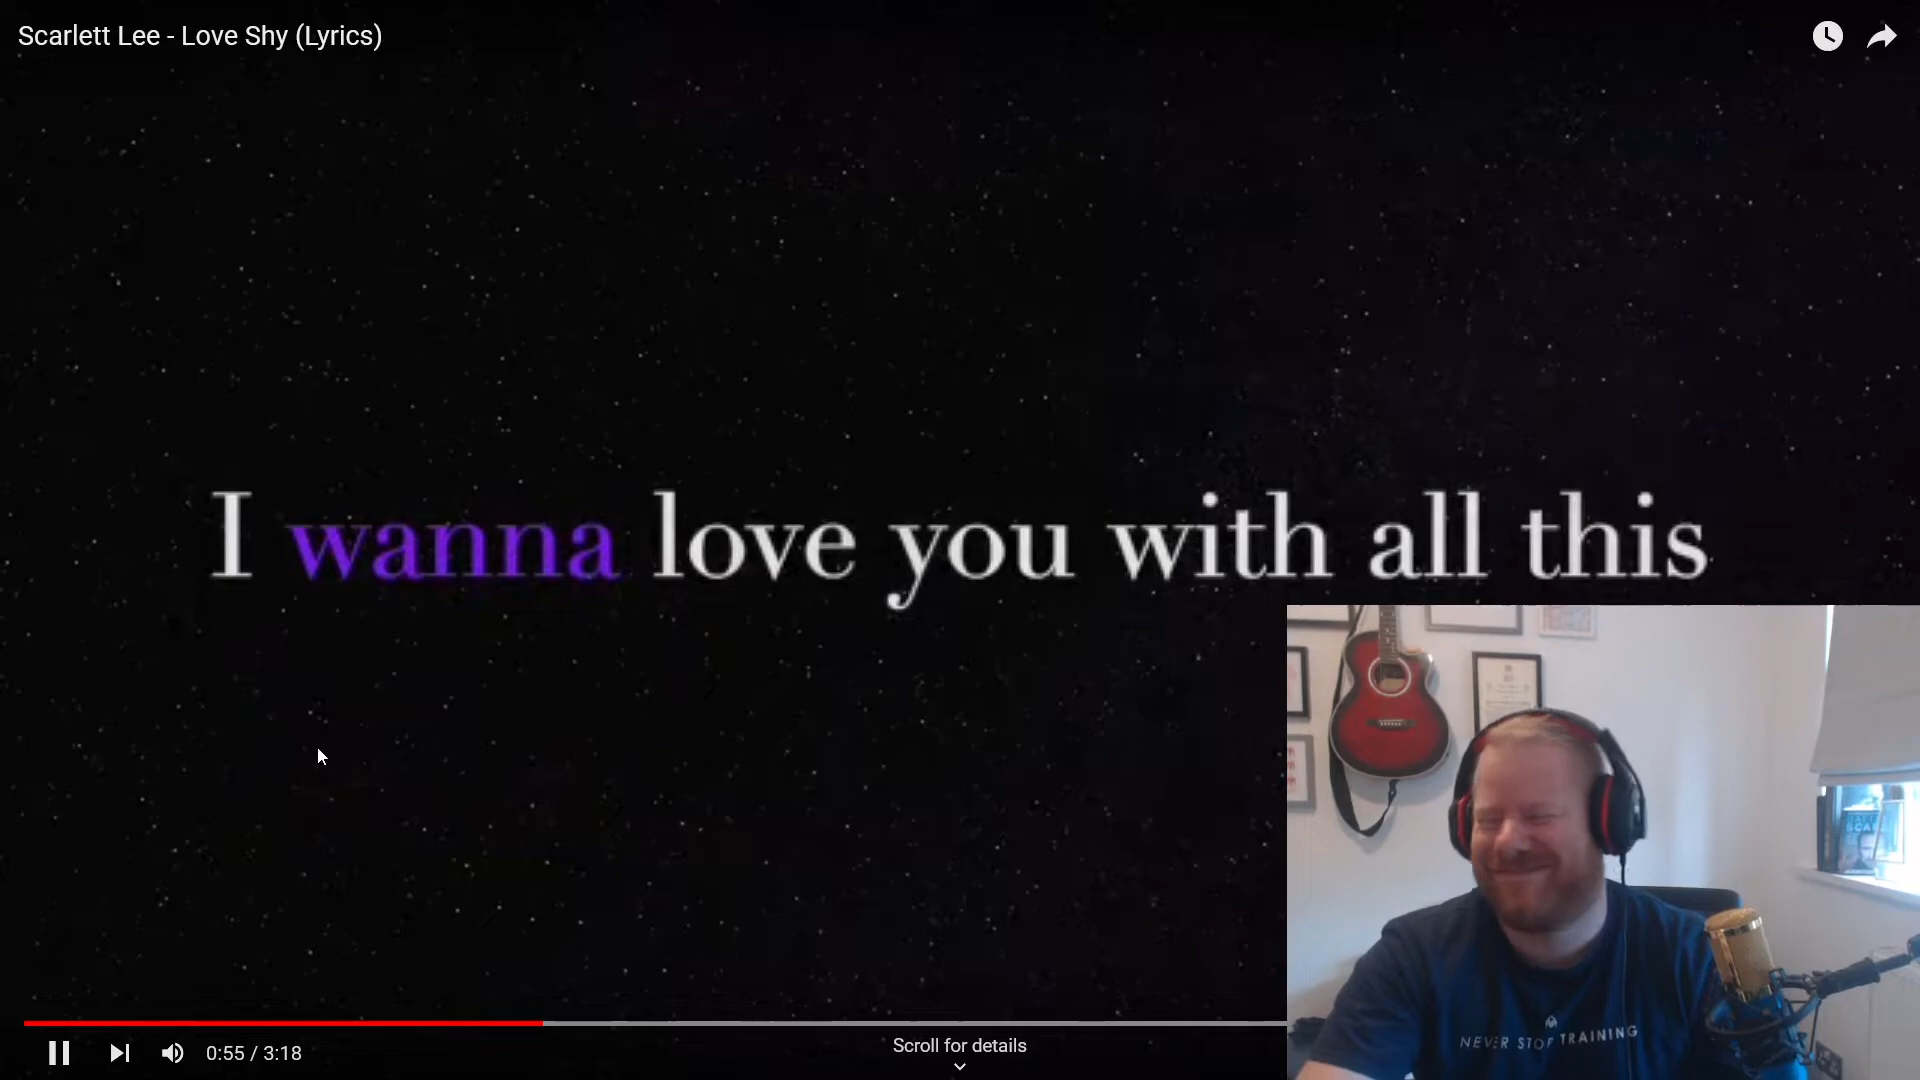 Scarlett Lee - Love Shy (Lyrics)
I wanna love you with all this
NEVER STOP TRAINING
0:55 / 3:18
Scroll for details